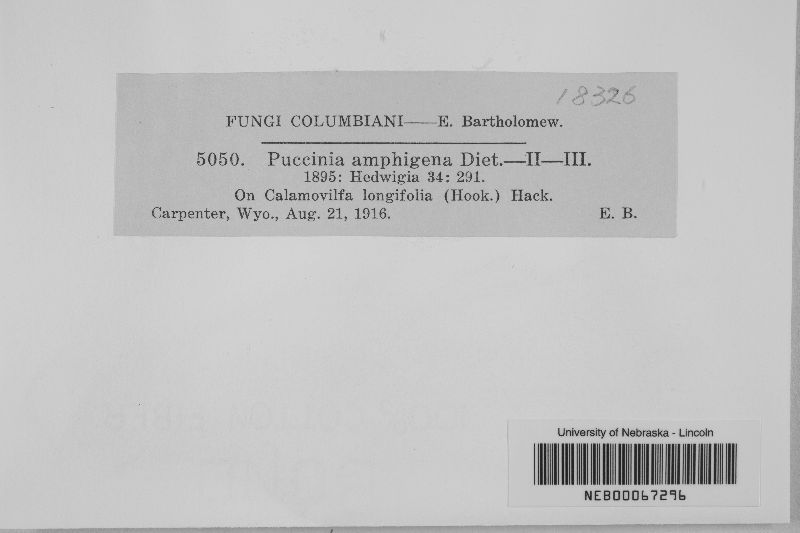 18326
FUNGI COLUMBIANI——E. Bartholomew.
5050. Puccinia amphigena Diet.—II—III.
1895: Hedwigia 34: 291.
On Calamovilfa longifolia (Hook.) Hack.
Carpenter, Wyo., Aug. 21, 1916. E. B.
University of Nebraska - Lincoln
NEB00067296